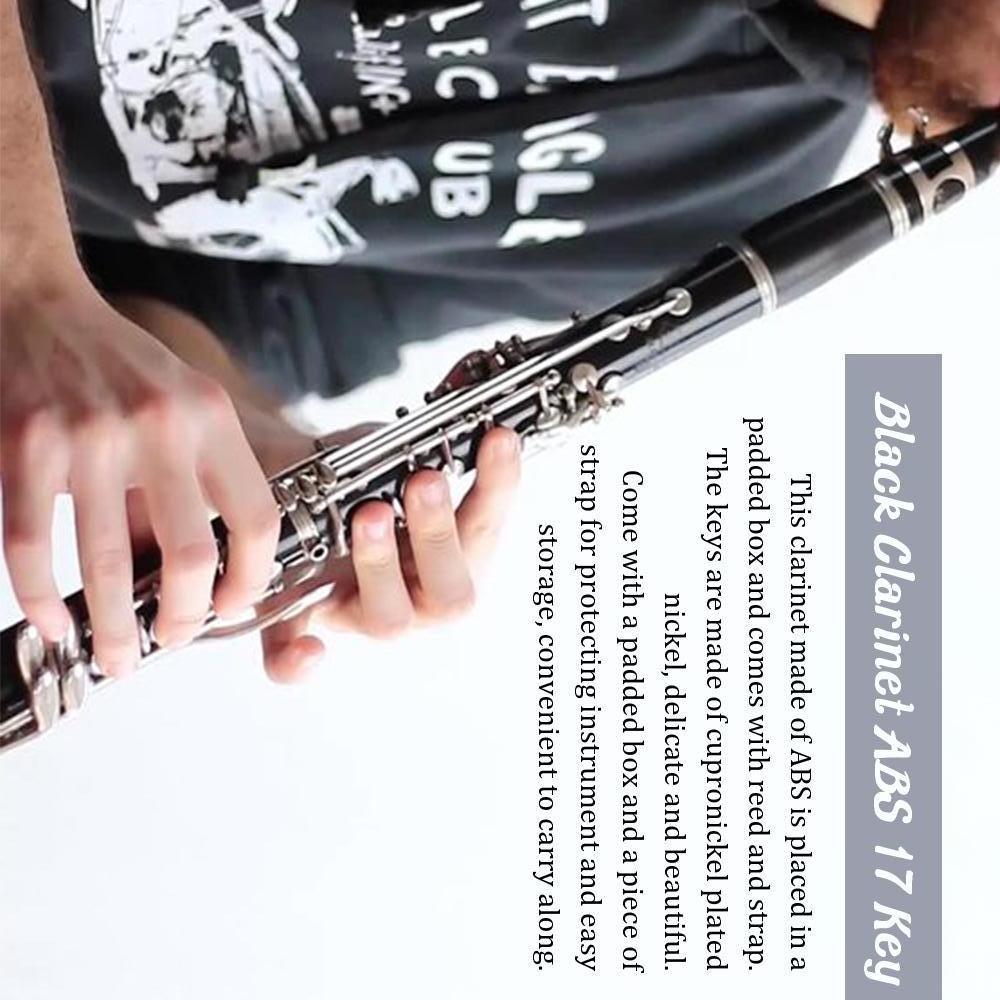 Black Clarinet ABS 17 Key
This clarinet made of ABS is placed in a
padded box and comes with reed and strap.
The keys are made of cupronickel plated
nickel, delicate and beautiful.
Come with a padded box and a piece of
strap for protecting instrument and easy
storage, convenient to carry along.
UB